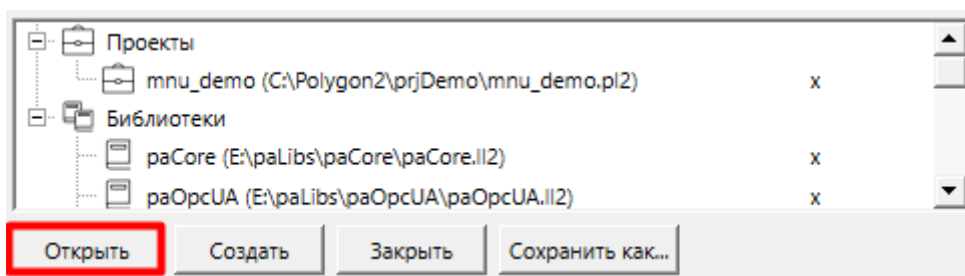 Проекты
mnu_demo (C:\Polygon2\prjDemo\mnu_demo.pl2) x
Библиотеки
paCore (E:\paLibs\paCore\paCore.ll2) x
paOpcUA (E:\paLibs\paOpcUA\paOpcUA.ll2) x
Открыть Создать Закрыть Сохранить как...